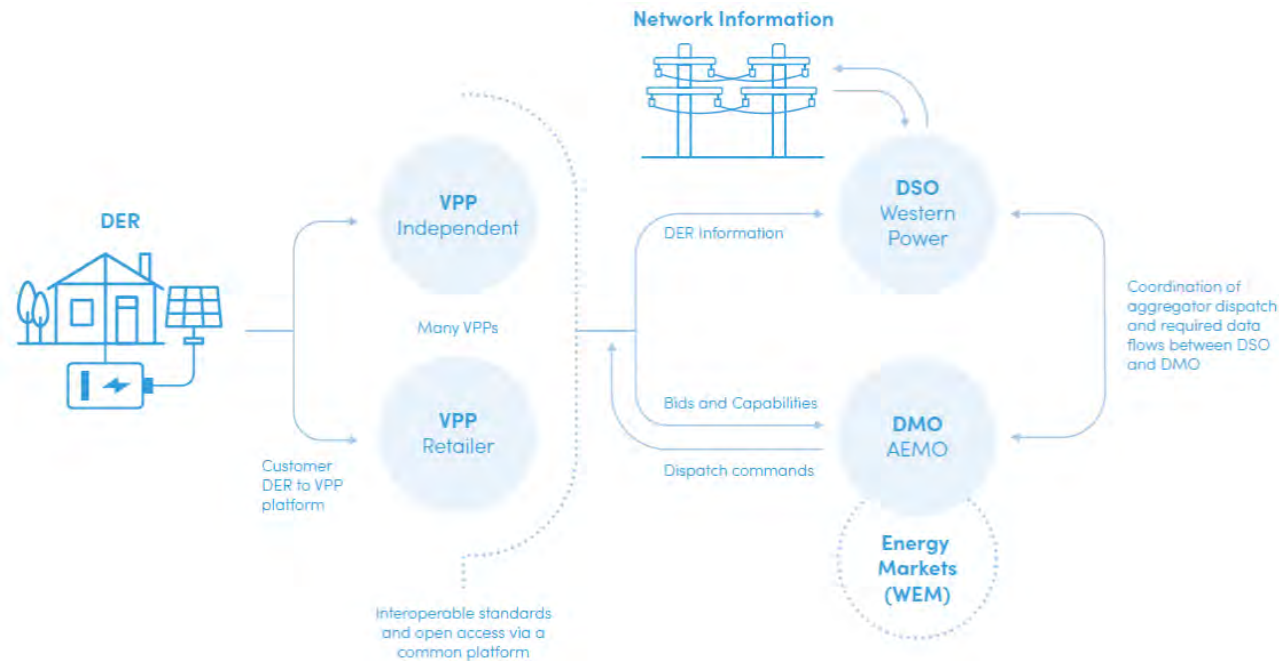 Network Information
DER
VPP
Independent
Many VPPs
VPP
Retailer
Customer
DER to VPP
platform
Interoperable standards
and open access via a
common platform
DER Information
Bids and Capabilities
Dispatch commands
DSO
Western
Power
DMO
AEMO
Energy
Markets
(WEM)
Coordination of
aggregator dispatch
and required data
flows between DSO
and DMO